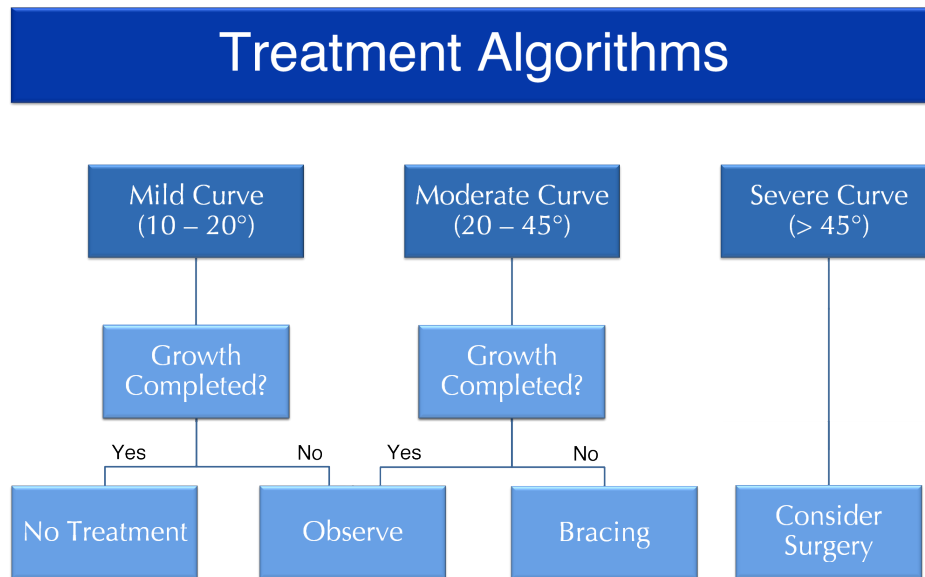 Treatment Algorithms
Mild Curve
(10 – 20°)
Moderate Curve
(20 – 45°)
Severe Curve
(> 45°)
Growth
Completed?
Growth
Completed?
Yes
No
Yes
No
No Treatment
Observe
Bracing
Consider
Surgery